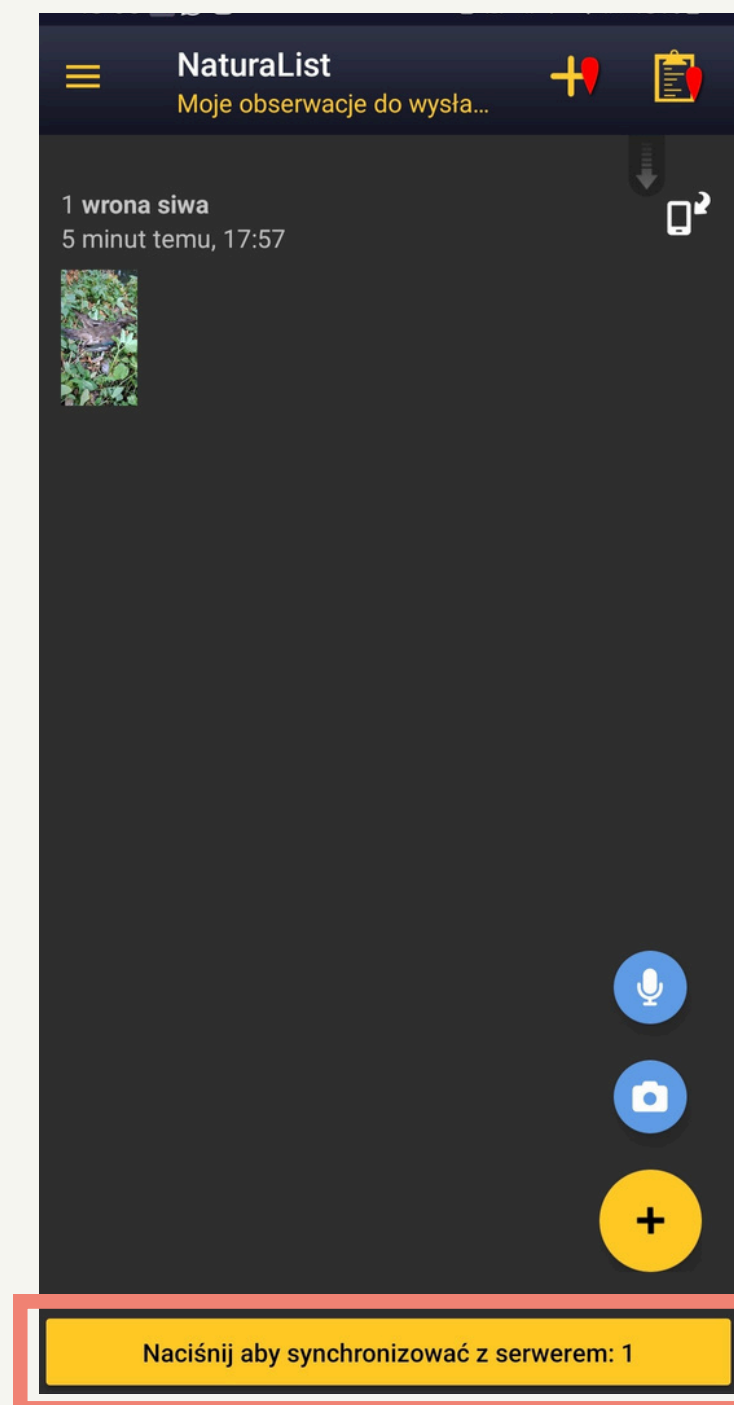 NaturaList
Moje obserwacje do wysła...
1 wrona siwa
5 minut temu, 17:57
Naciśnij aby synchronizować z serwerem: 1